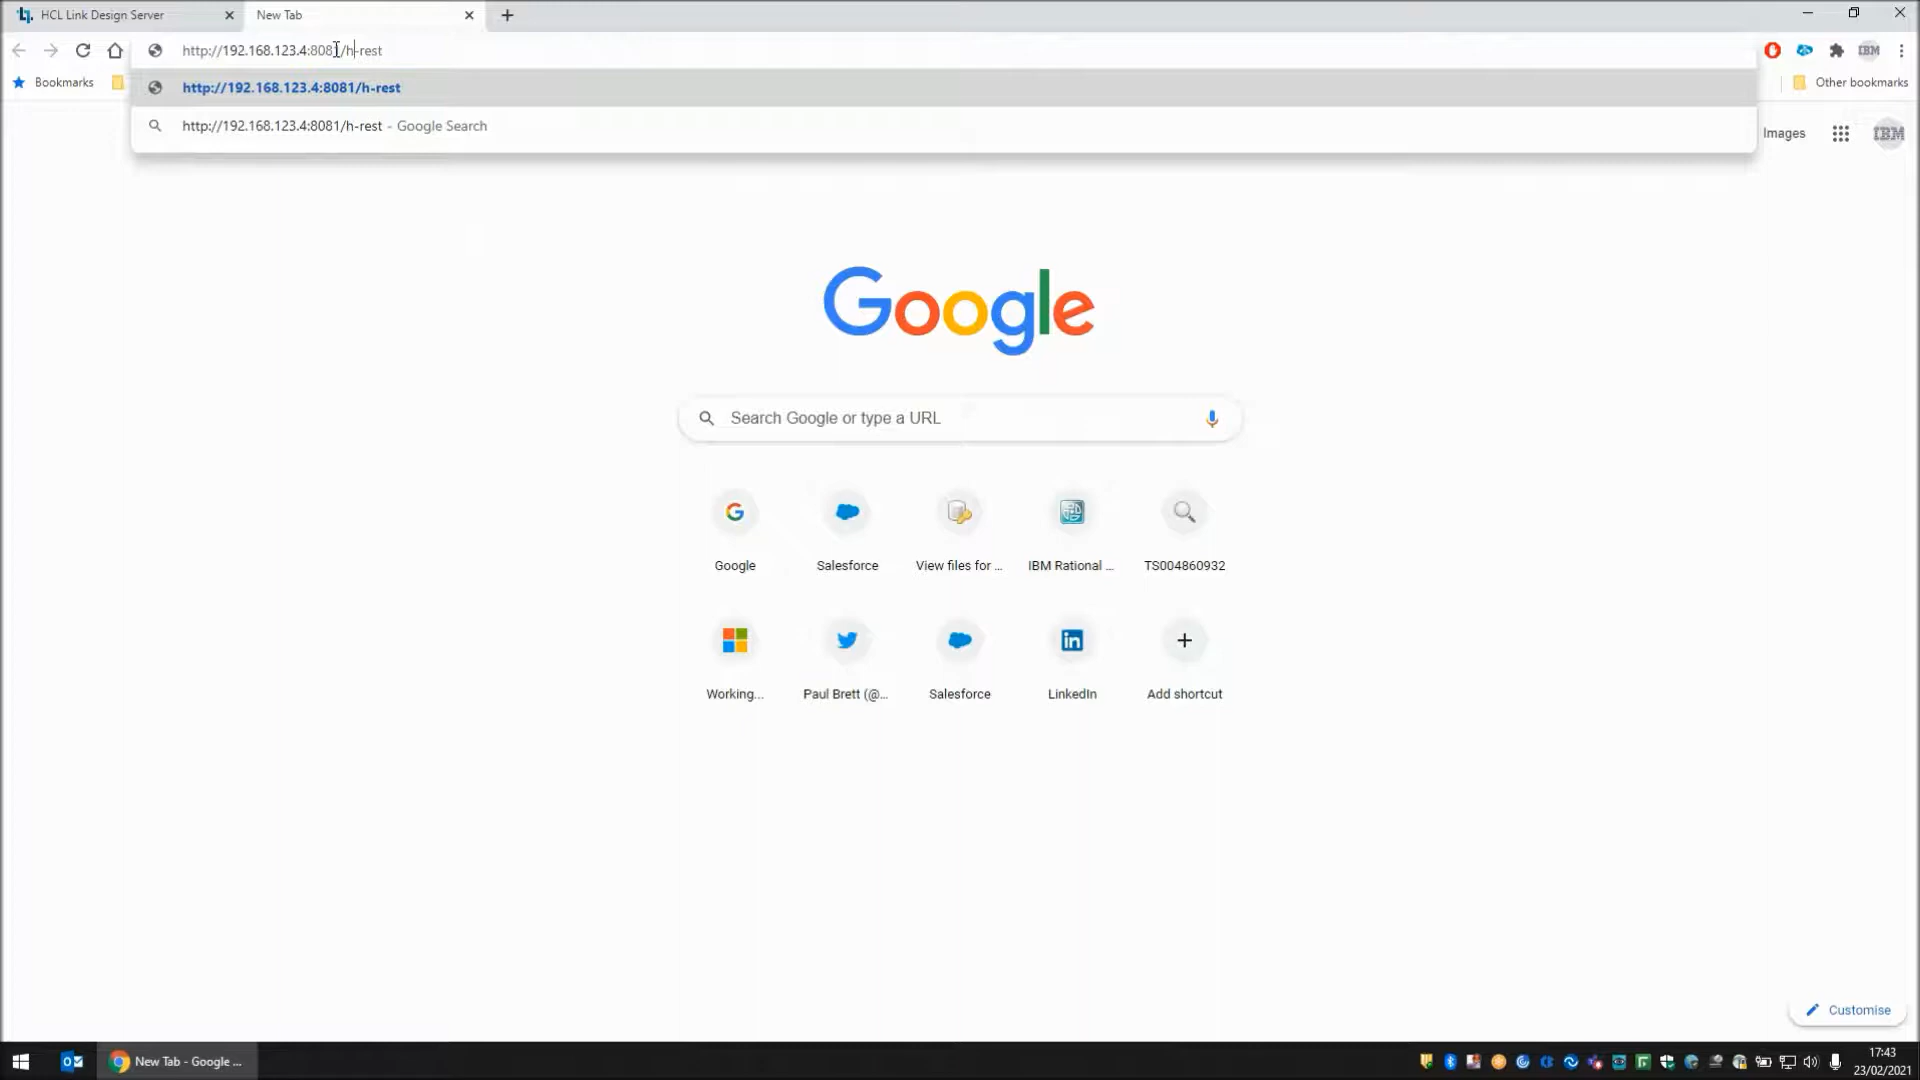 HCL Link Design Server
New Tab
http://192.168.123.4:8081/h-rest
IBM
Bookmarks
Other bookmarks
http://192.168.123.4:8081/h-rest
http://192.168.123.4:8081/h-rest - Google Search
Images
IBM
Google
Search Google or type a URL
Google
Salesforce
View files for ...
IBM Rational ...
TS004860932
Working...
Paul Brett (@...
Salesforce
LinkedIn
Add shortcut
Customise
New Tab - Google ...
17:43
23/02/2021